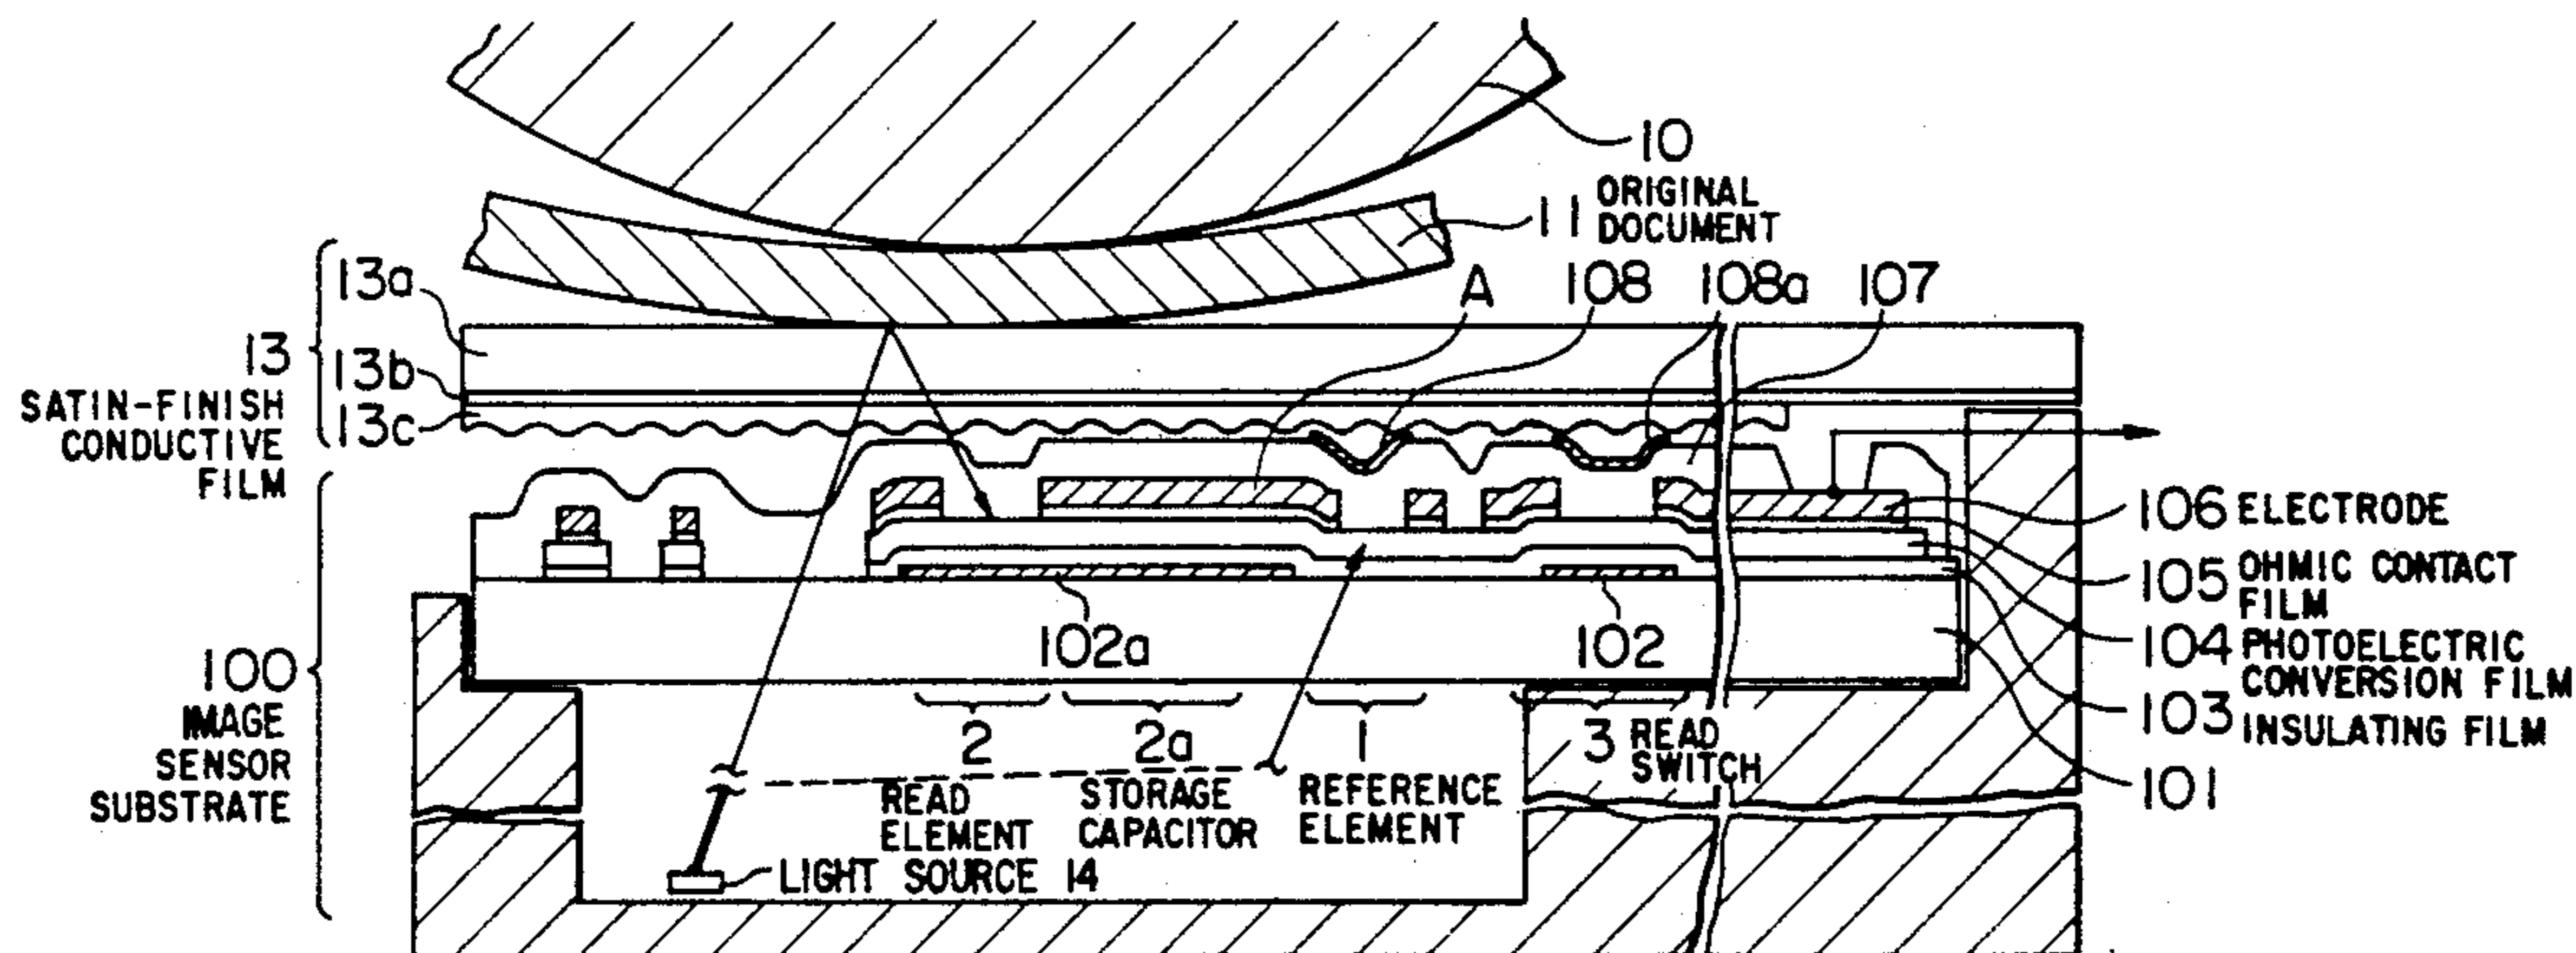 10
11 ORIGINAL
DOCUMENT
13a
A
108
108a
107
13
13b
SATIN-FINISH
CONDUCTIVE
FILM
13c
106 ELECTRODE
105 OHMIC CONTACT
FILM
104 PHOTOELECTRIC
CONVERSION FILM
103 INSULATING FILM
101
102a
102
100
IMAGE
SENSOR
SUBSTRATE
2
READ
ELEMENT
2a
STORAGE
CAPACITOR
1
REFERENCE
ELEMENT
3 READ
SWITCH
LIGHT SOURCE 14